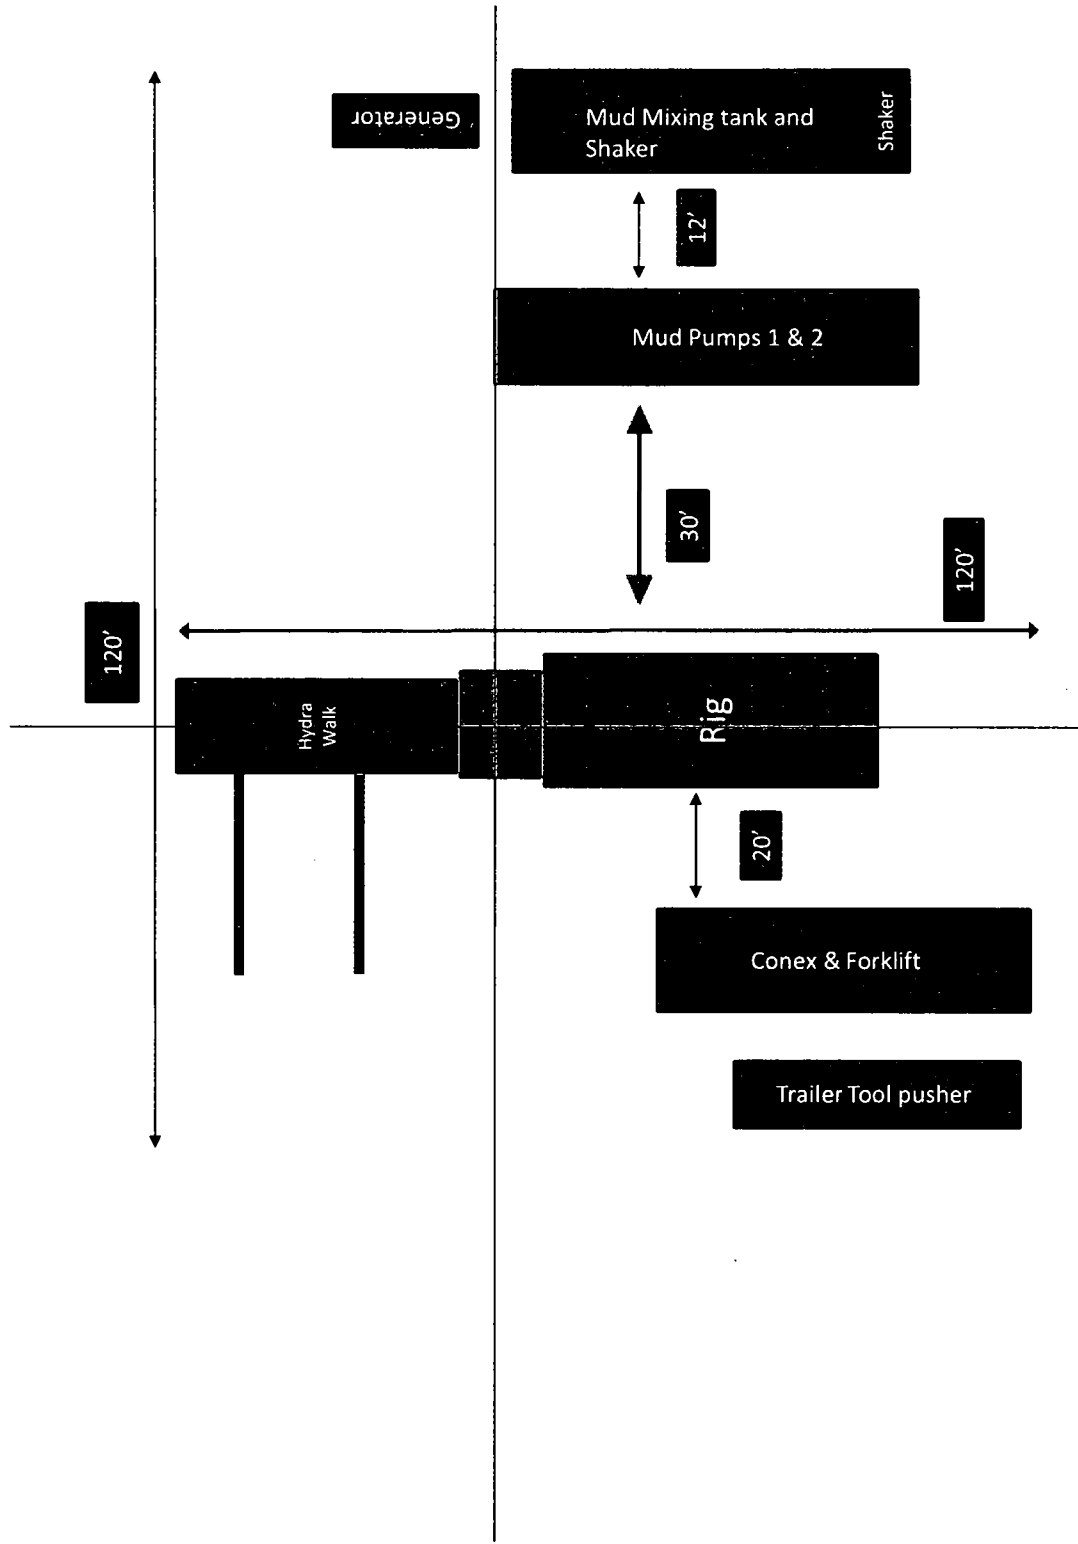 Generator
Mud Mixing tank and
Shaker
Shaker
12'
Mud Pumps 1 & 2
30'
120'
120'
Hydra
Walk
Rig
20'
Conex & Forklift
Trailer Tool pusher